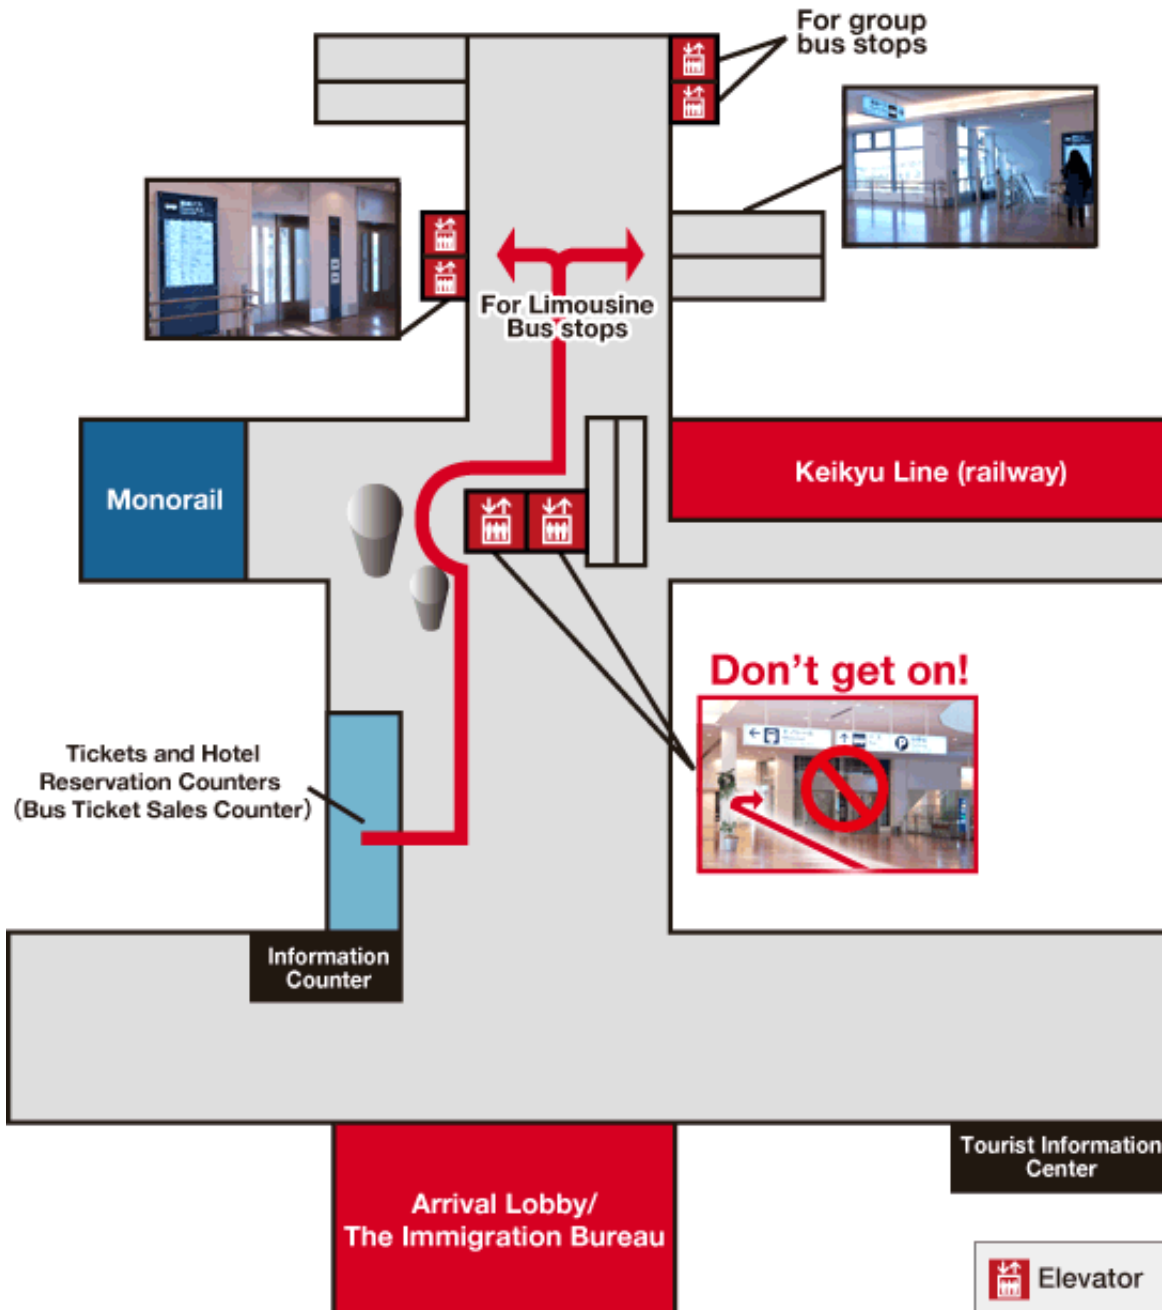 For group
bus stops
For Limousine
Bus stops
Monorail
Keikyu Line (railway)
Don't get on!
Tickets and Hotel
Reservation Counters
(Bus Ticket Sales Counter)
Information
Counter
Arrival Lobby/
The Immigration Bureau
Tourist Information
Center
Elevator